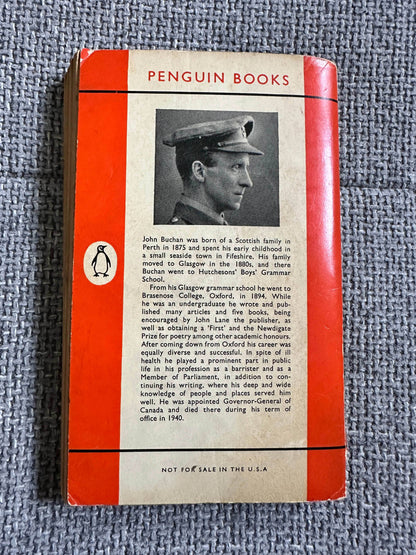 PENGUIN BOOKS
John Buchan was born of a Scottish family in
Perth in 1875 and spent his early childhood in
a small seaside town in Fifeshire. His family
moved to Glasgow in the 1880s, and there
Buchan went to Hutchesons' Boys' Grammar
School.
From his Glasgow grammar school he went to
Brasenose College, Oxford, in 1894. While
he was an undergraduate he wrote and pub-
lished many articles and five books, being
encouraged by John Lane the publisher, as
well as obtaining a 'First' and the Newdigate
Prize for poetry among other academic honours.
After coming down from Oxford his career was
equally diverse and successful. In spite of ill
health he played a prominent part in public
life in his profession as a barrister and as a
Member of Parliament, in addition to con-
tinuing his writing, where his deep and wide
knowledge of people and places served him
well. He was appointed Governor-General of
Canada and died there during his term of
office in 1940.
NOT FOR SALE IN THE U.S.A